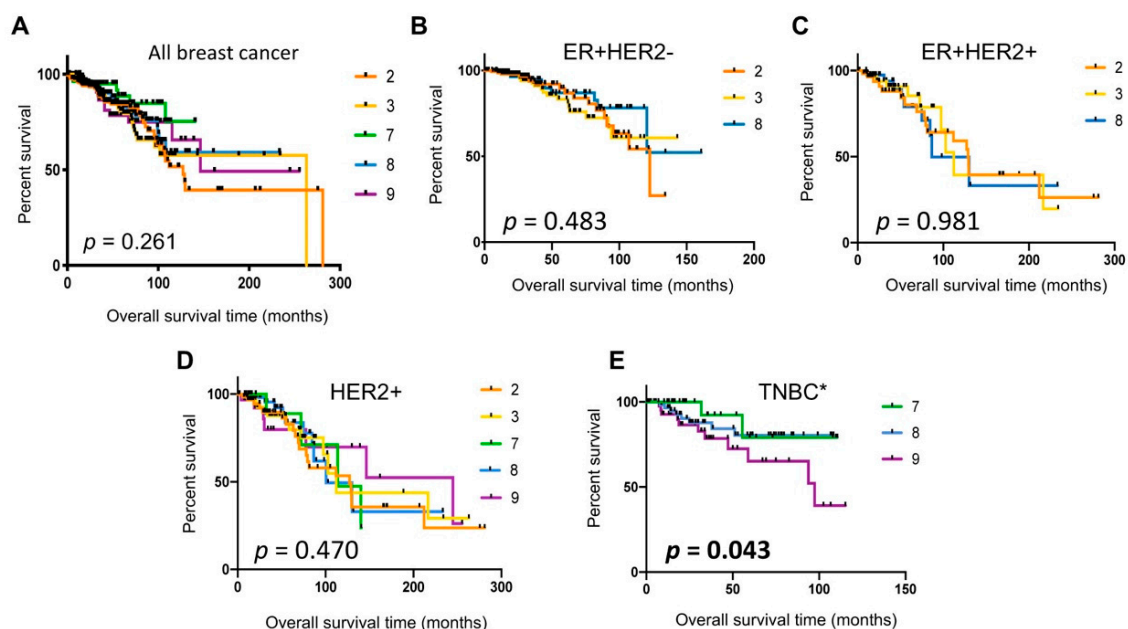 A
All breast cancer
Percent survival
100
50
0
0
100
200
300
Overall survival time (months)
2
3
7
8
9
p = 0.261
B
ER+HER2-
Percent survival
100
50
0
0
50
100
150
200
Overall survival time (months)
2
3
8
p = 0.483
C
ER+HER2+
Percent survival
100
50
0
0
100
200
300
Overall survival time (months)
2
3
8
p = 0.981
D
HER2+
Percent survival
100
50
0
0
100
200
300
Overall survival time (months)
2
3
7
8
9
p = 0.470
E
TNBC*
Percent survival
100
50
0
0
50
100
150
Overall survival time (months)
7
8
9
p = 0.043